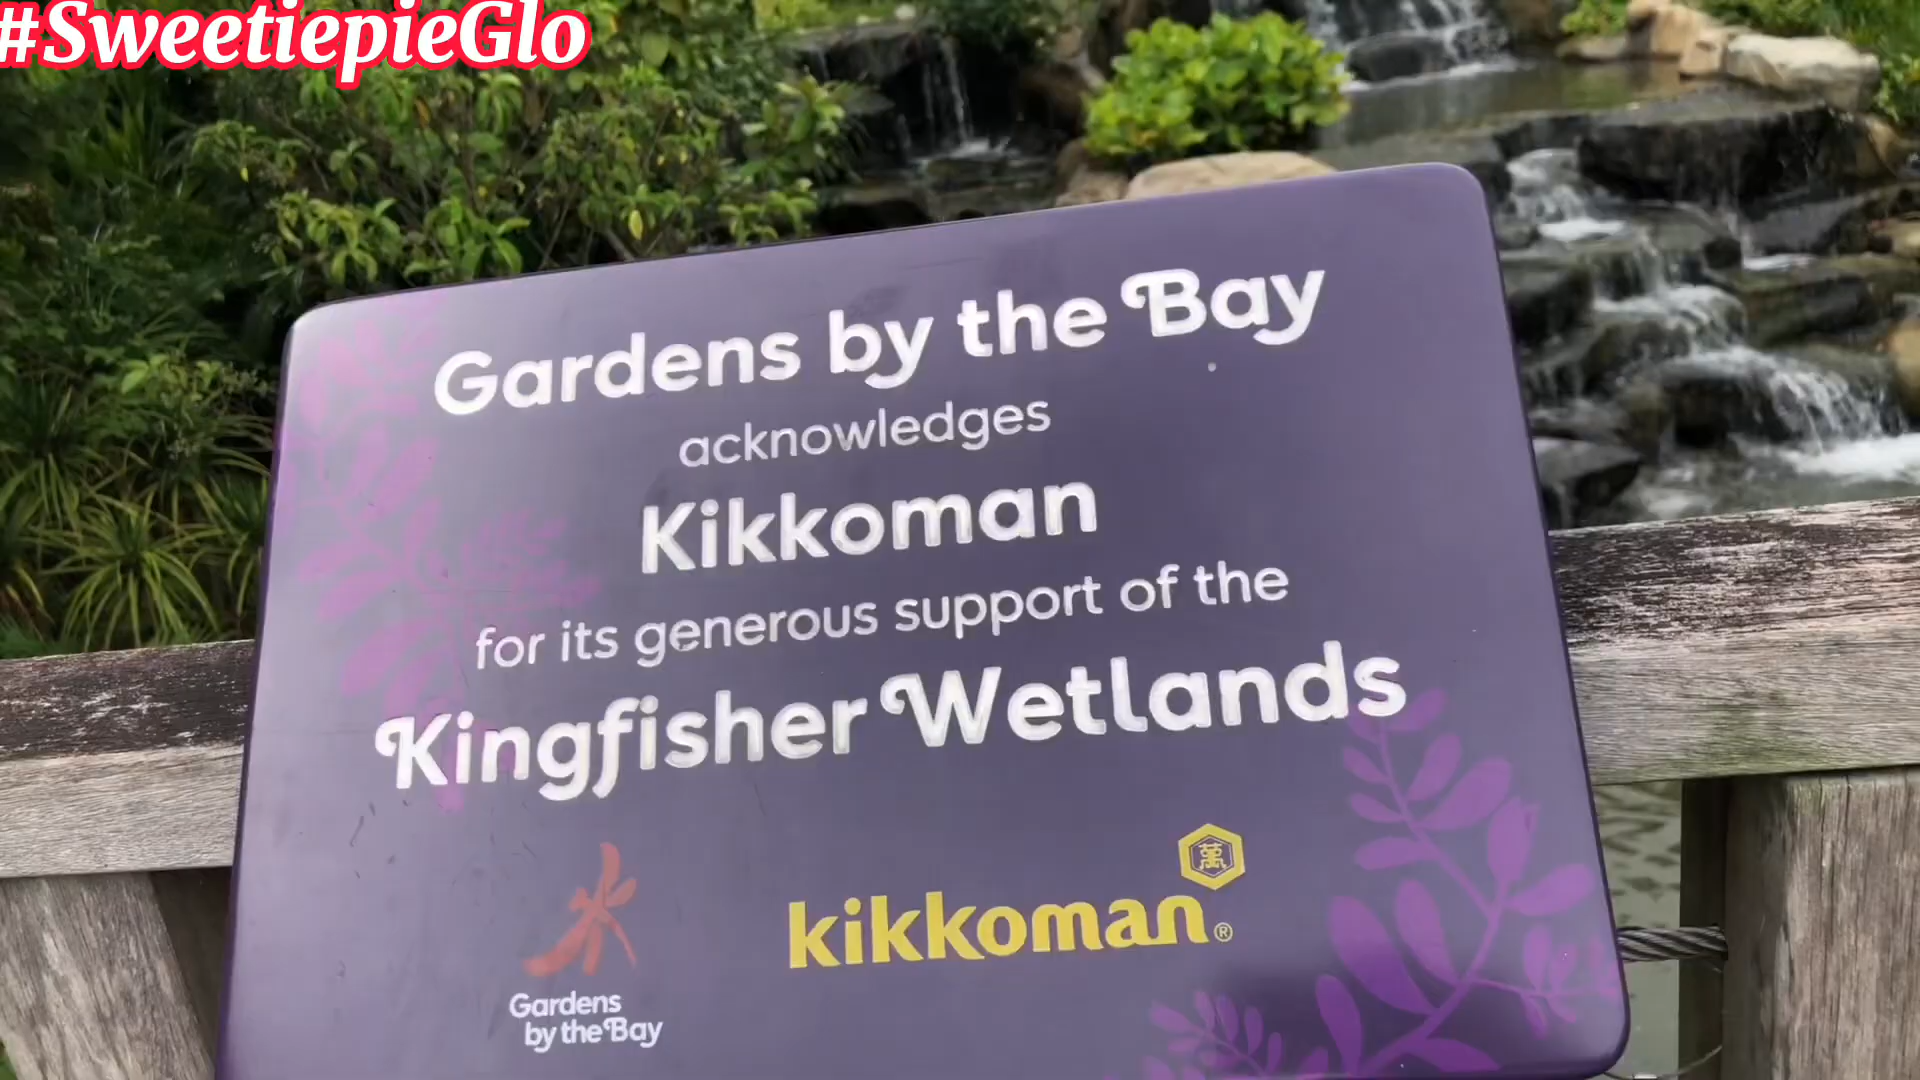 #SweetiepieGlo
Gardens by the Bay
acknowledges
Kikkoman
for its generous support of the
Kingfisher Wetlands
萬
kikkoman®
Gardens
by the Bay